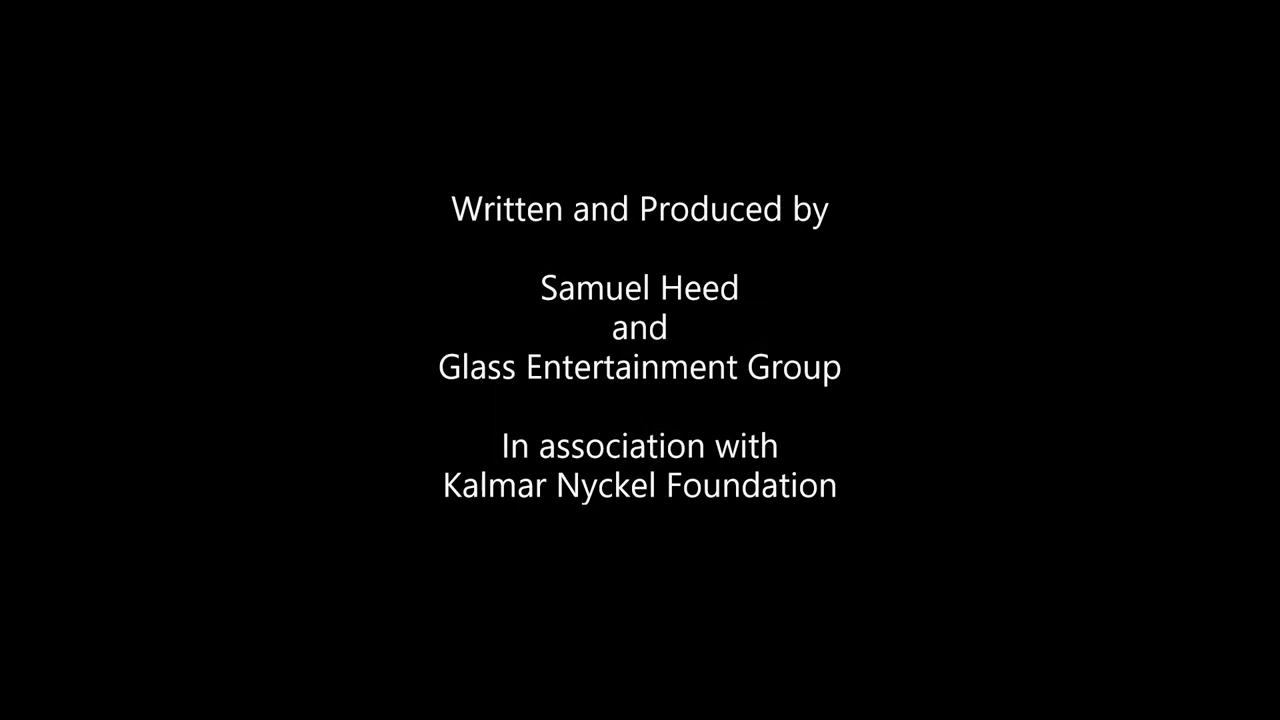 Written and Produced by
Samuel Heed
and
Glass Entertainment Group
In association with
Kalmar Nyckel Foundation